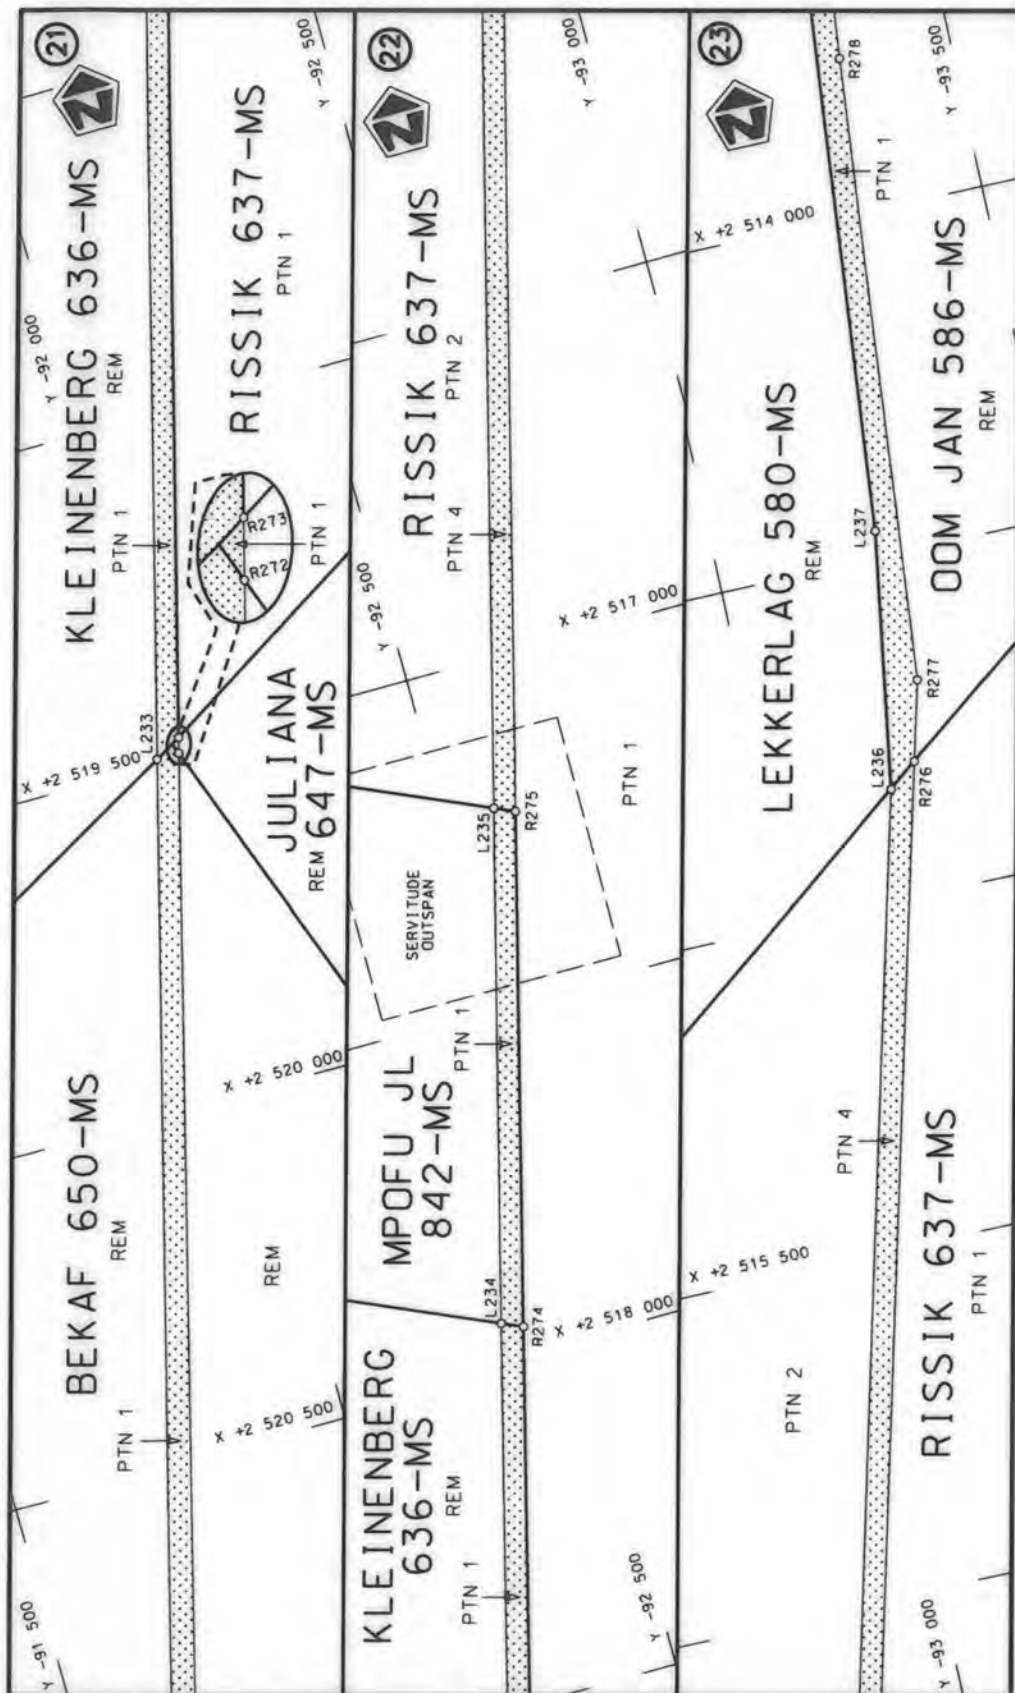 21
KLEINENBERG 636-MS
REM
PTN 1
Y -92 000
Y -92 500
RISSIK 637-MS
PTN 1
R273
R272
PTN 1
L233
X +2 519 500
JULIANA
REM 647-MS
BEKAF 650-MS
REM
PTN 1
X +2 520 000
REM
X +2 520 500
Y -91 500
22
Y -93 000
RISSIK 637-MS
PTN 2
PTN 4
Y -92 500
X +2 517 000
L235
R275
PTN 1
SERVITUDE
OUTSPAN
PTN 1
MPOFU JL
842-MS
L234
R274
X +2 518 000
KLEINENBERG
636-MS
REM
PTN 1
Y -92 500
23
R278
Y -93 500
PTN 1
X +2 514 000
LEKKERLAG 580-MS
REM
L237
OOM JAN 586-MS
REM
R277
L236
R276
PTN 4
X +2 515 500
RISSIK 637-MS
PTN 1
PTN 2
Y -93 000